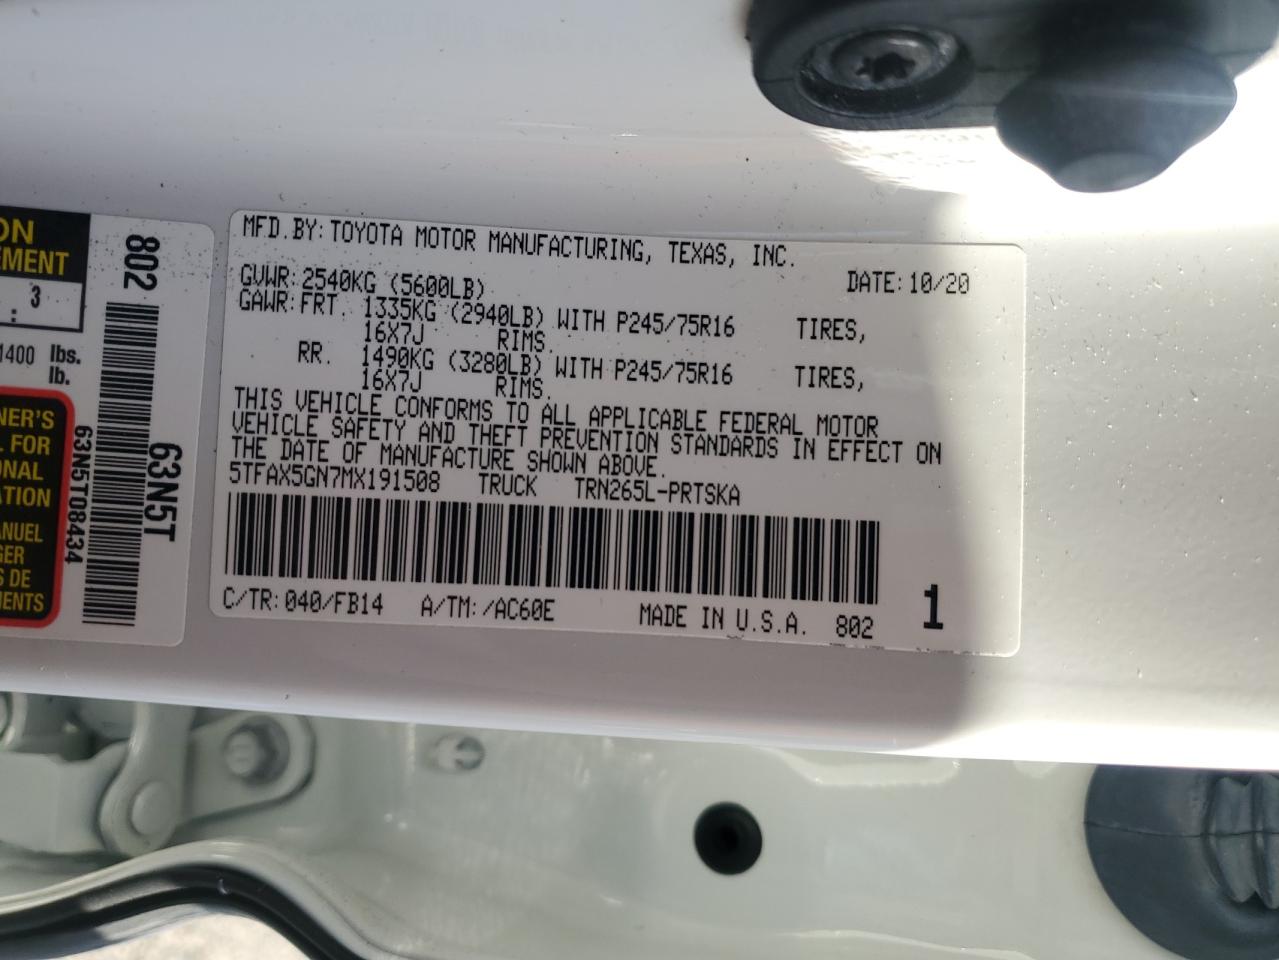 ON
EMENT
: 3
1400 lbs.
lb.
NER'S
L FOR
ONAL
ATION
ANUEL
GER
S DE
MENTS
802
63N5T
63N5T08434
MFD.BY:TOYOTA MOTOR MANUFACTURING, TEXAS, INC.
GVWR:2540KG (5600LB) DATE:10/20
GAWR:FRT. 1335KG (2940LB) WITH P245/75R16 TIRES,
16X7J RIMS.
RR. 1490KG (3280LB) WITH P245/75R16 TIRES,
16X7J RIMS.
THIS VEHICLE CONFORMS TO ALL APPLICABLE FEDERAL MOTOR
VEHICLE SAFETY AND THEFT PREVENTION STANDARDS IN EFFECT ON
THE DATE OF MANUFACTURE SHOWN ABOVE.
5TFAX5GN7MX191508 TRUCK TRN265L-PRTSKA
C/TR:040/FB14 A/TM:/AC60E MADE IN U.S.A. 802 1